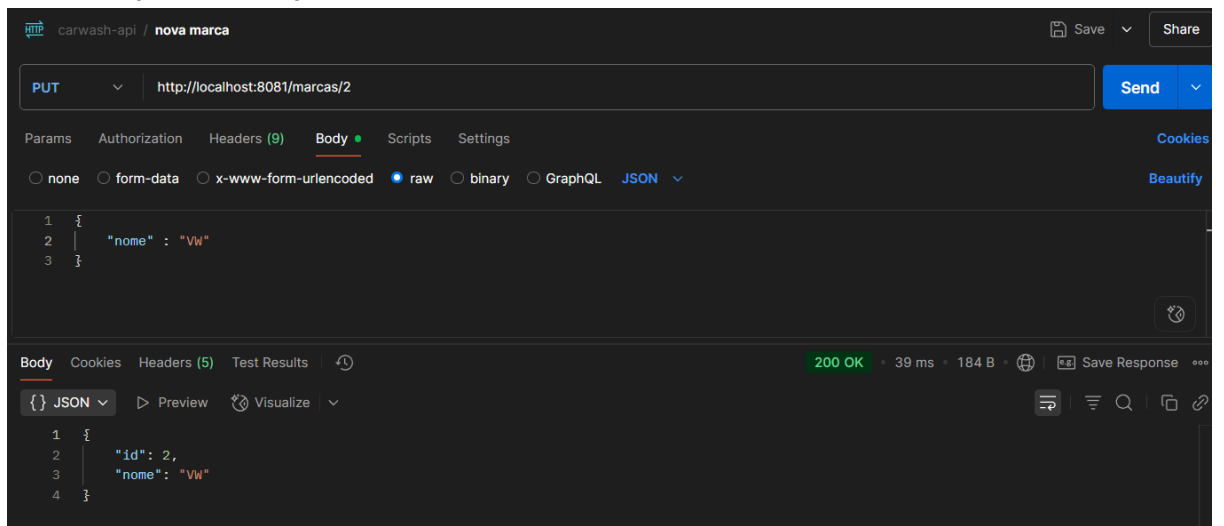 HTTP carwash-api / nova marca Save Share
PUT http://localhost:8081/marcas/2 Send
Params Authorization Headers (9) Body Scripts Settings Cookies
none form-data x-www-form-urlencoded raw binary GraphQL JSON Beautify
1 {
2 "nome" : "VW"
3 }
Body Cookies Headers (5) Test Results 200 OK • 39 ms • 184 B • e.g. Save Response
{} JSON Preview Visualize
1 {
2 "id": 2,
3 "nome": "VW"
4 }